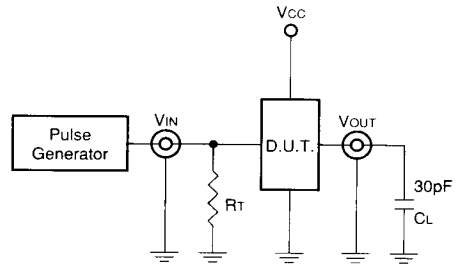 VCC
VIN
VOUT
Pulse
Generator
D.U.T.
RT
30pF
CL